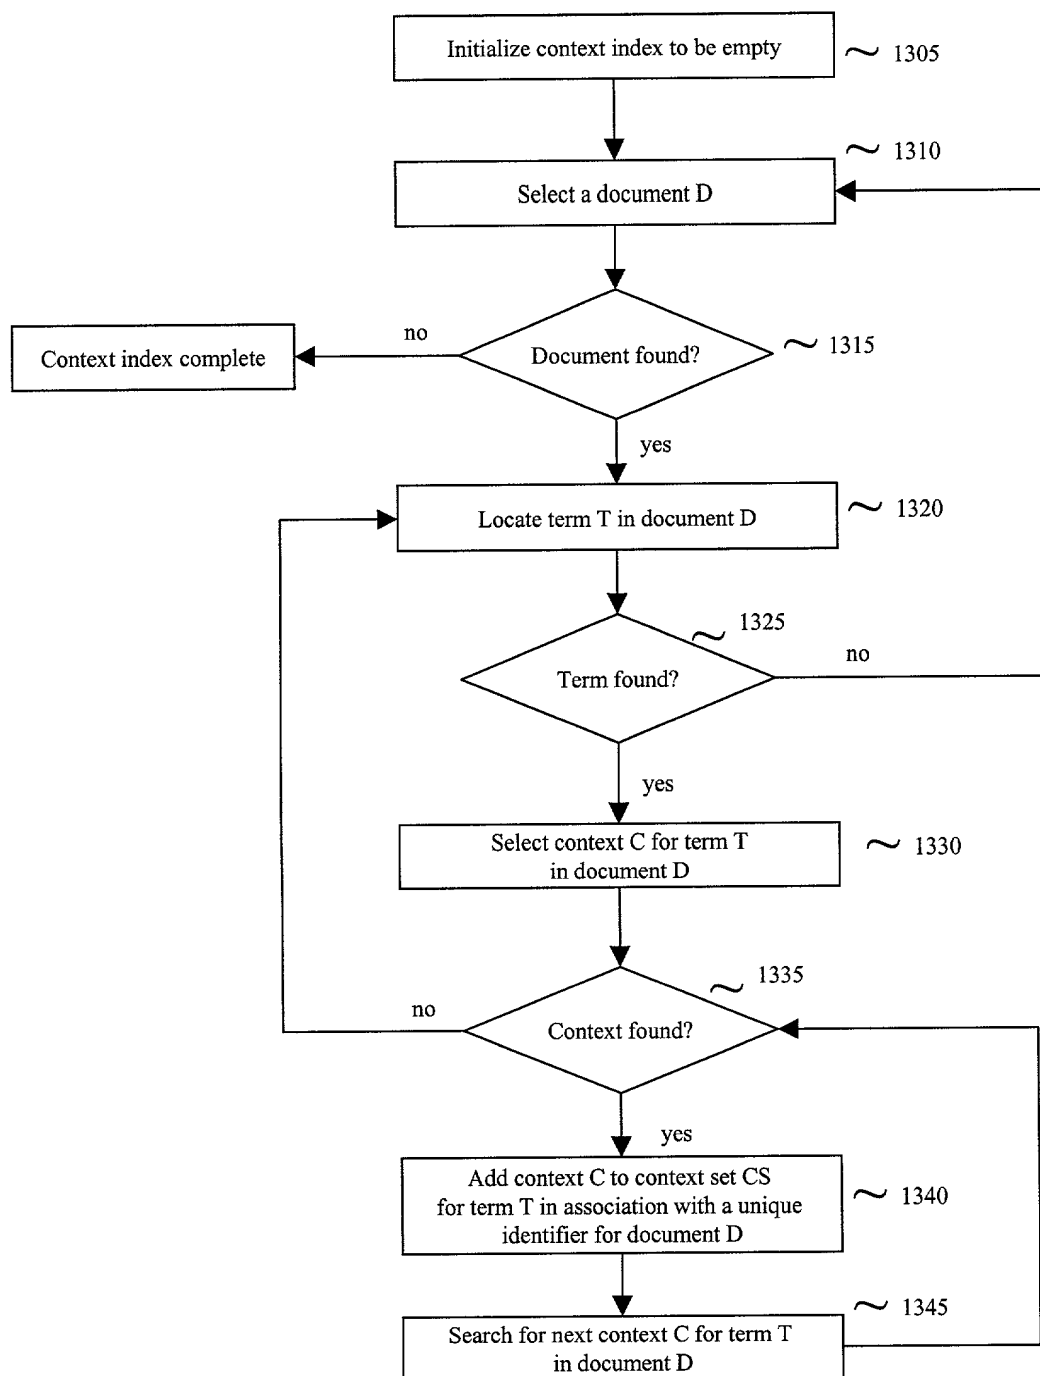 Initialize context index to be empty
1305
1310
Select a document D
no
Context index complete
Document found?
1315
yes
Locate term T in document D
1320
1325
Term found?
no
yes
Select context C for term T
in document D
1330
1335
no
Context found?
yes
Add context C to context set CS
for term T in association with a unique
identifier for document D
1340
1345
Search for next context C for term T
in document D